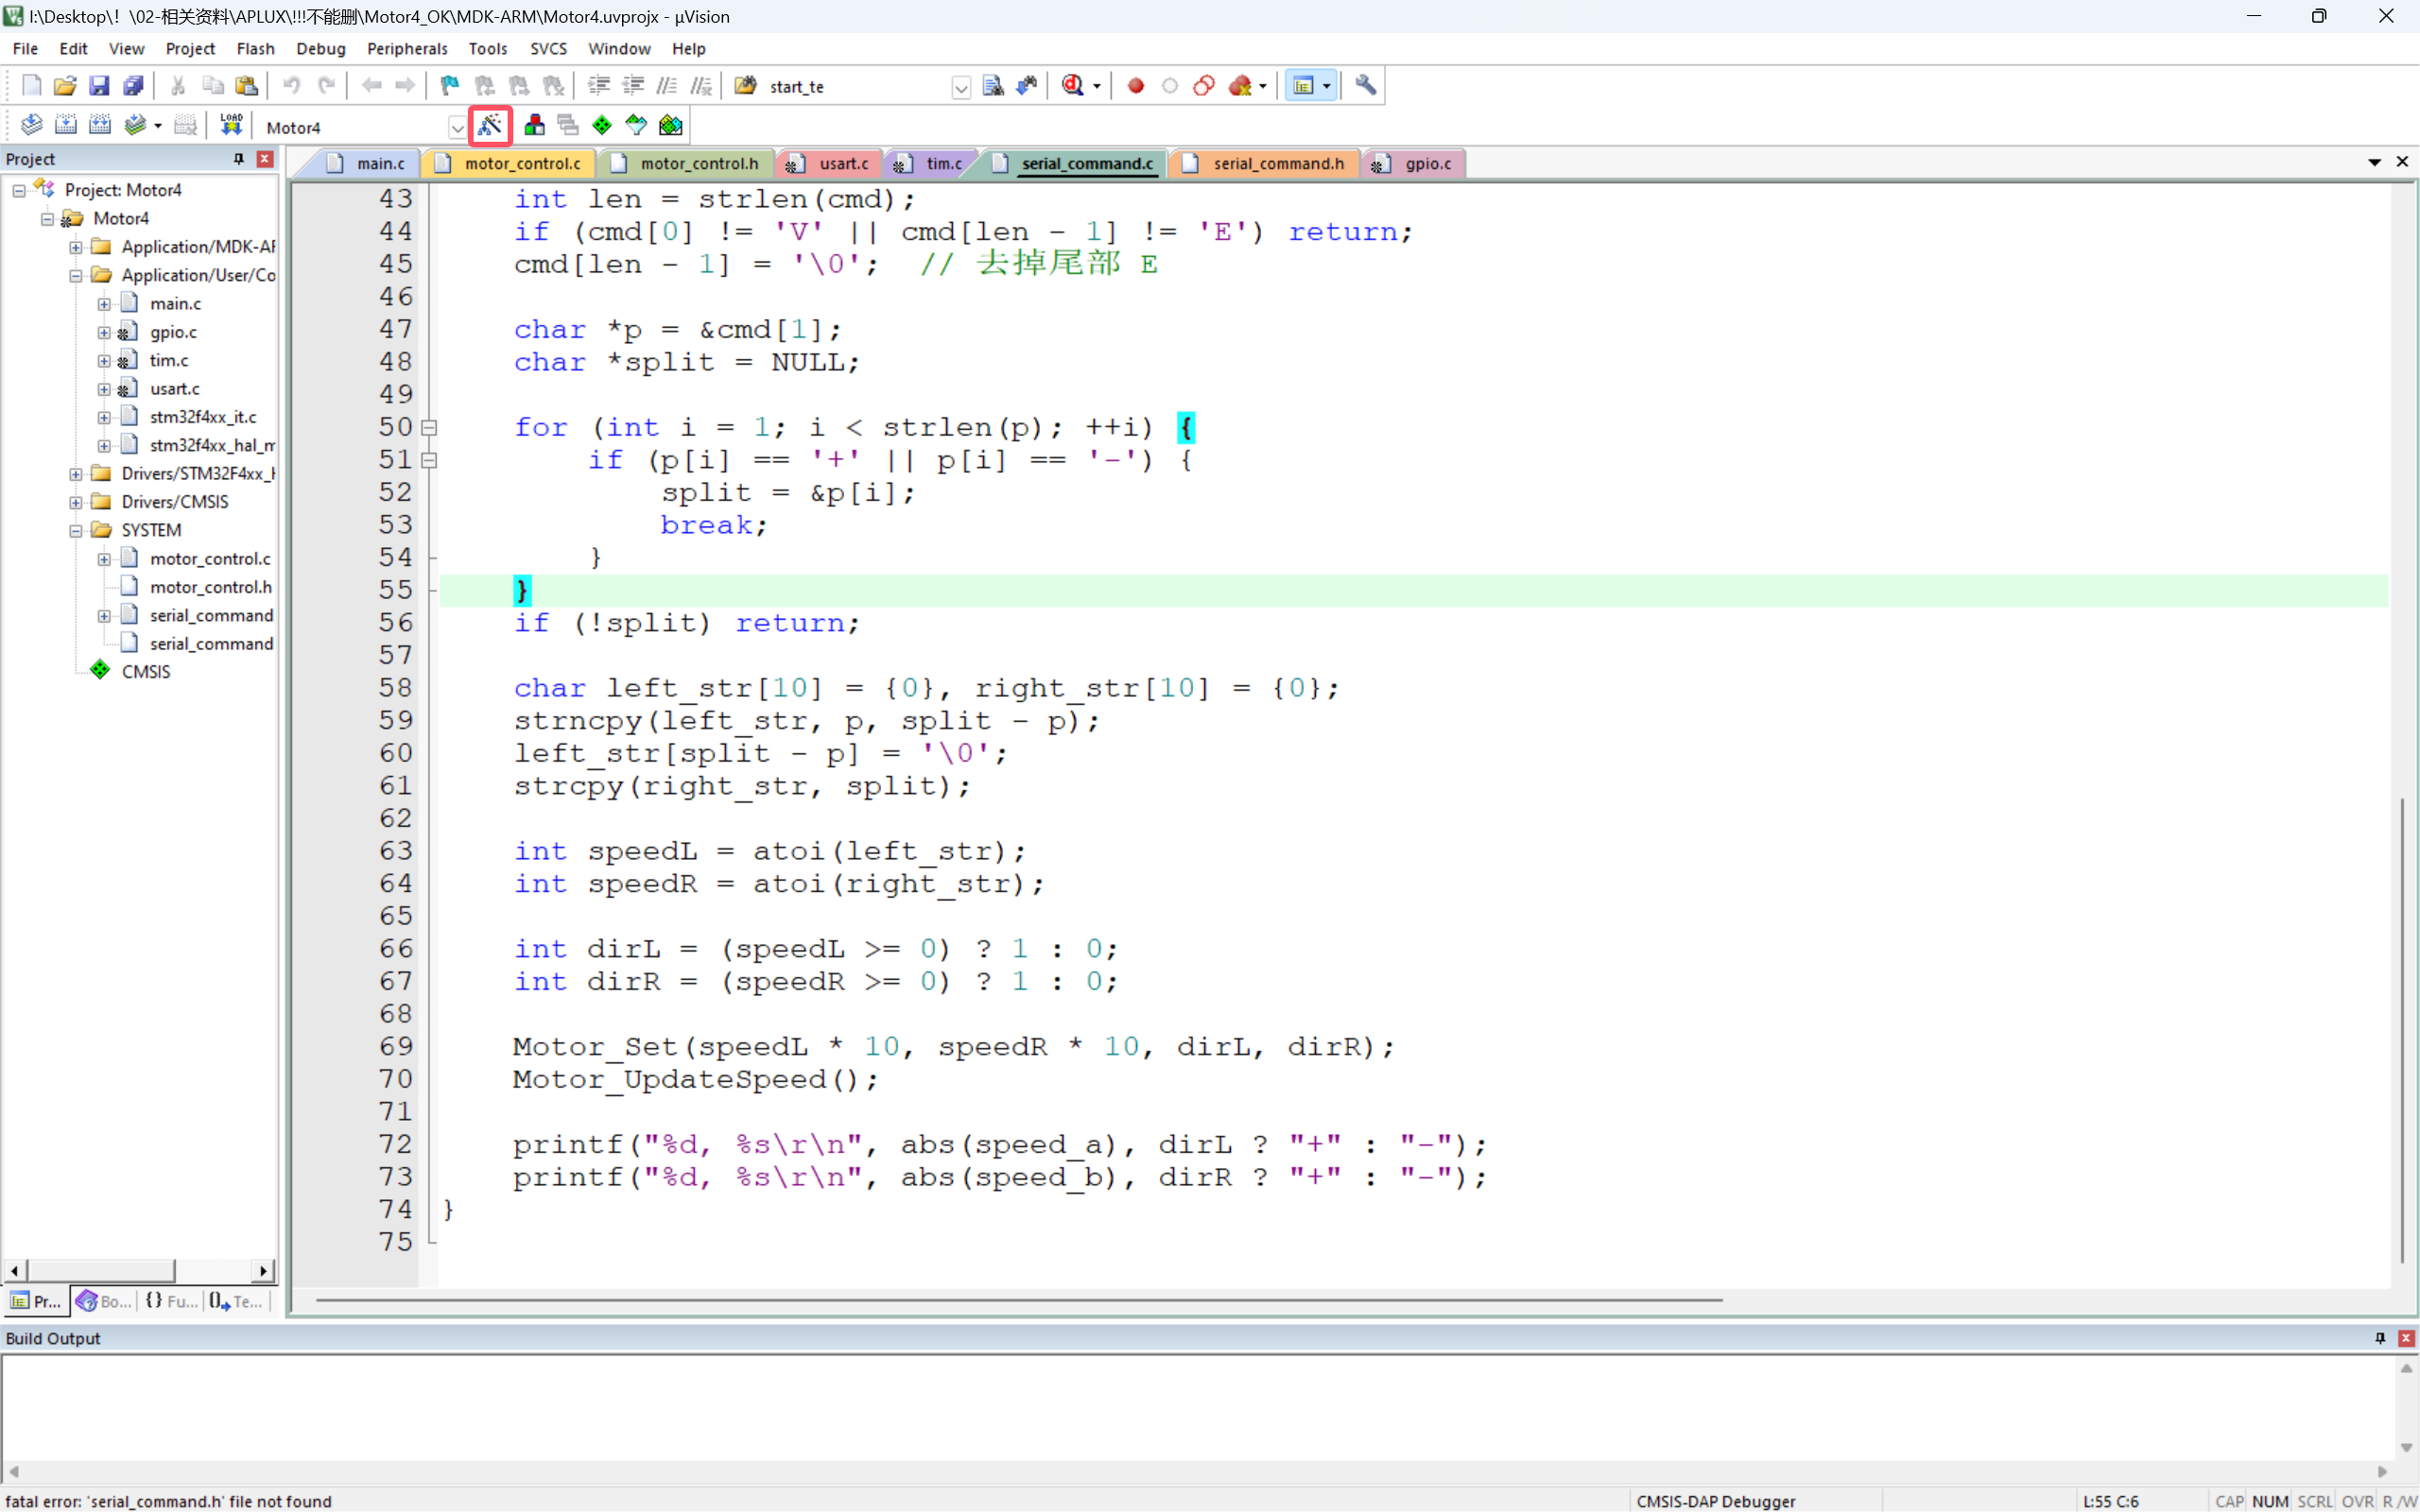 I:\Desktop\! \02-相关资料\APLUX\!!!不能删\Motor4_OK\MDK-ARM\Motor4.uvprojx - µVision
File Edit View Project Flash Debug Peripherals Tools SVCS Window Help
start_te
LOAD Motor4
Project
main.c motor_control.c motor_control.h usart.c tim.c serial_command.c serial_command.h gpio.c
Project: Motor4
Motor4
Application/MDK-AF
Application/User/Co
main.c
gpio.c
tim.c
usart.c
stm32f4xx_it.c
stm32f4xx_hal_m
Drivers/STM32F4xx_H
Drivers/CMSIS
SYSTEM
motor_control.c
motor_control.h
serial_command
serial_command
CMSIS
Pr... Bo... {} Fu... Te...
43 int len = strlen(cmd);
44 if (cmd[0] != 'V' || cmd[len - 1] != 'E') return;
45 cmd[len - 1] = '\0'; // 去掉尾部 E
46
47 char *p = &cmd[1];
48 char *split = NULL;
49
50 for (int i = 1; i < strlen(p); ++i) {
51 if (p[i] == '+' || p[i] == '-') {
52 split = &p[i];
53 break;
54 }
55 }
56 if (!split) return;
57
58 char left_str[10] = {0}, right_str[10] = {0};
59 strncpy(left_str, p, split - p);
60 left_str[split - p] = '\0';
61 strcpy(right_str, split);
62
63 int speedL = atoi(left_str);
64 int speedR = atoi(right_str);
65
66 int dirL = (speedL >= 0) ? 1 : 0;
67 int dirR = (speedR >= 0) ? 1 : 0;
68
69 Motor_Set(speedL * 10, speedR * 10, dirL, dirR);
70 Motor_UpdateSpeed();
71
72 printf("%d, %s\r\n", abs(speed_a), dirL ? "+" : "-");
73 printf("%d, %s\r\n", abs(speed_b), dirR ? "+" : "-");
74 }
75
Build Output
fatal error: 'serial_command.h' file not found CMSIS-DAP Debugger L:55 C:6 CAP NUM SCRL OVR R/W